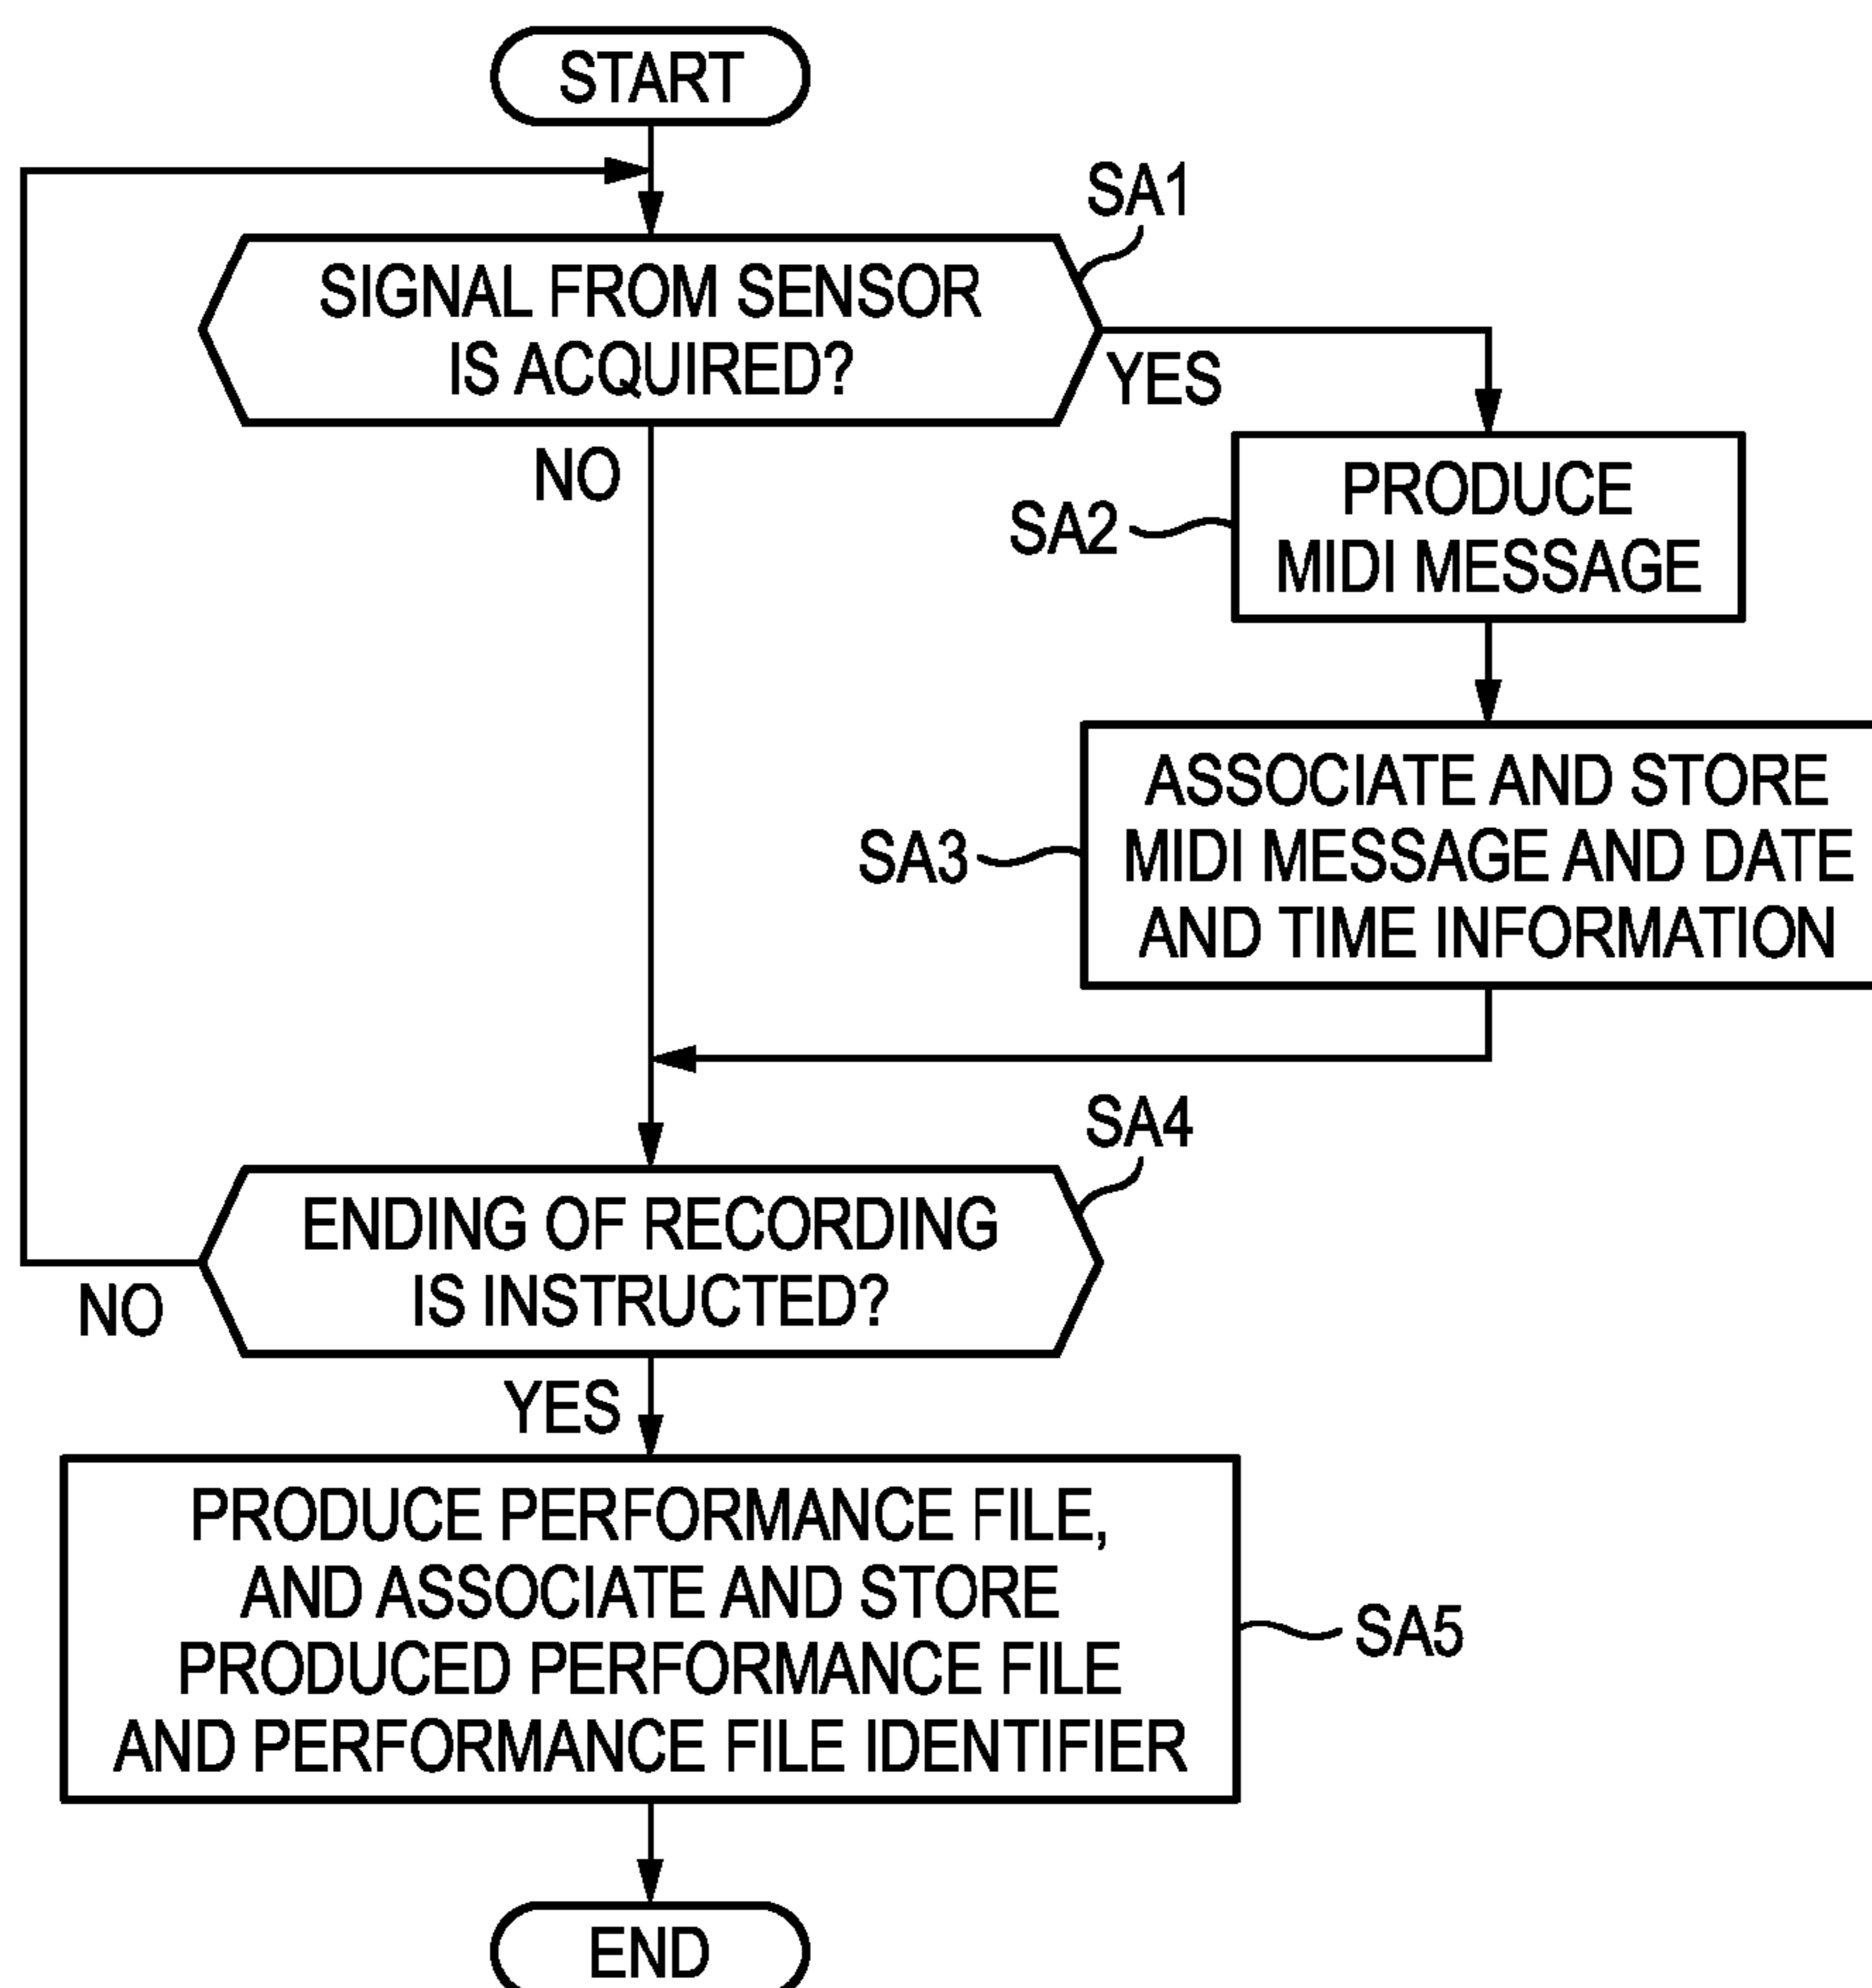 START
SA1
SIGNAL FROM SENSOR
IS ACQUIRED?
YES
NO
SA2
PRODUCE
MIDI MESSAGE
SA3
ASSOCIATE AND STORE
MIDI MESSAGE AND DATE
AND TIME INFORMATION
SA4
ENDING OF RECORDING
IS INSTRUCTED?
NO
YES
PRODUCE PERFORMANCE FILE,
AND ASSOCIATE AND STORE
PRODUCED PERFORMANCE FILE
AND PERFORMANCE FILE IDENTIFIER
SA5
END